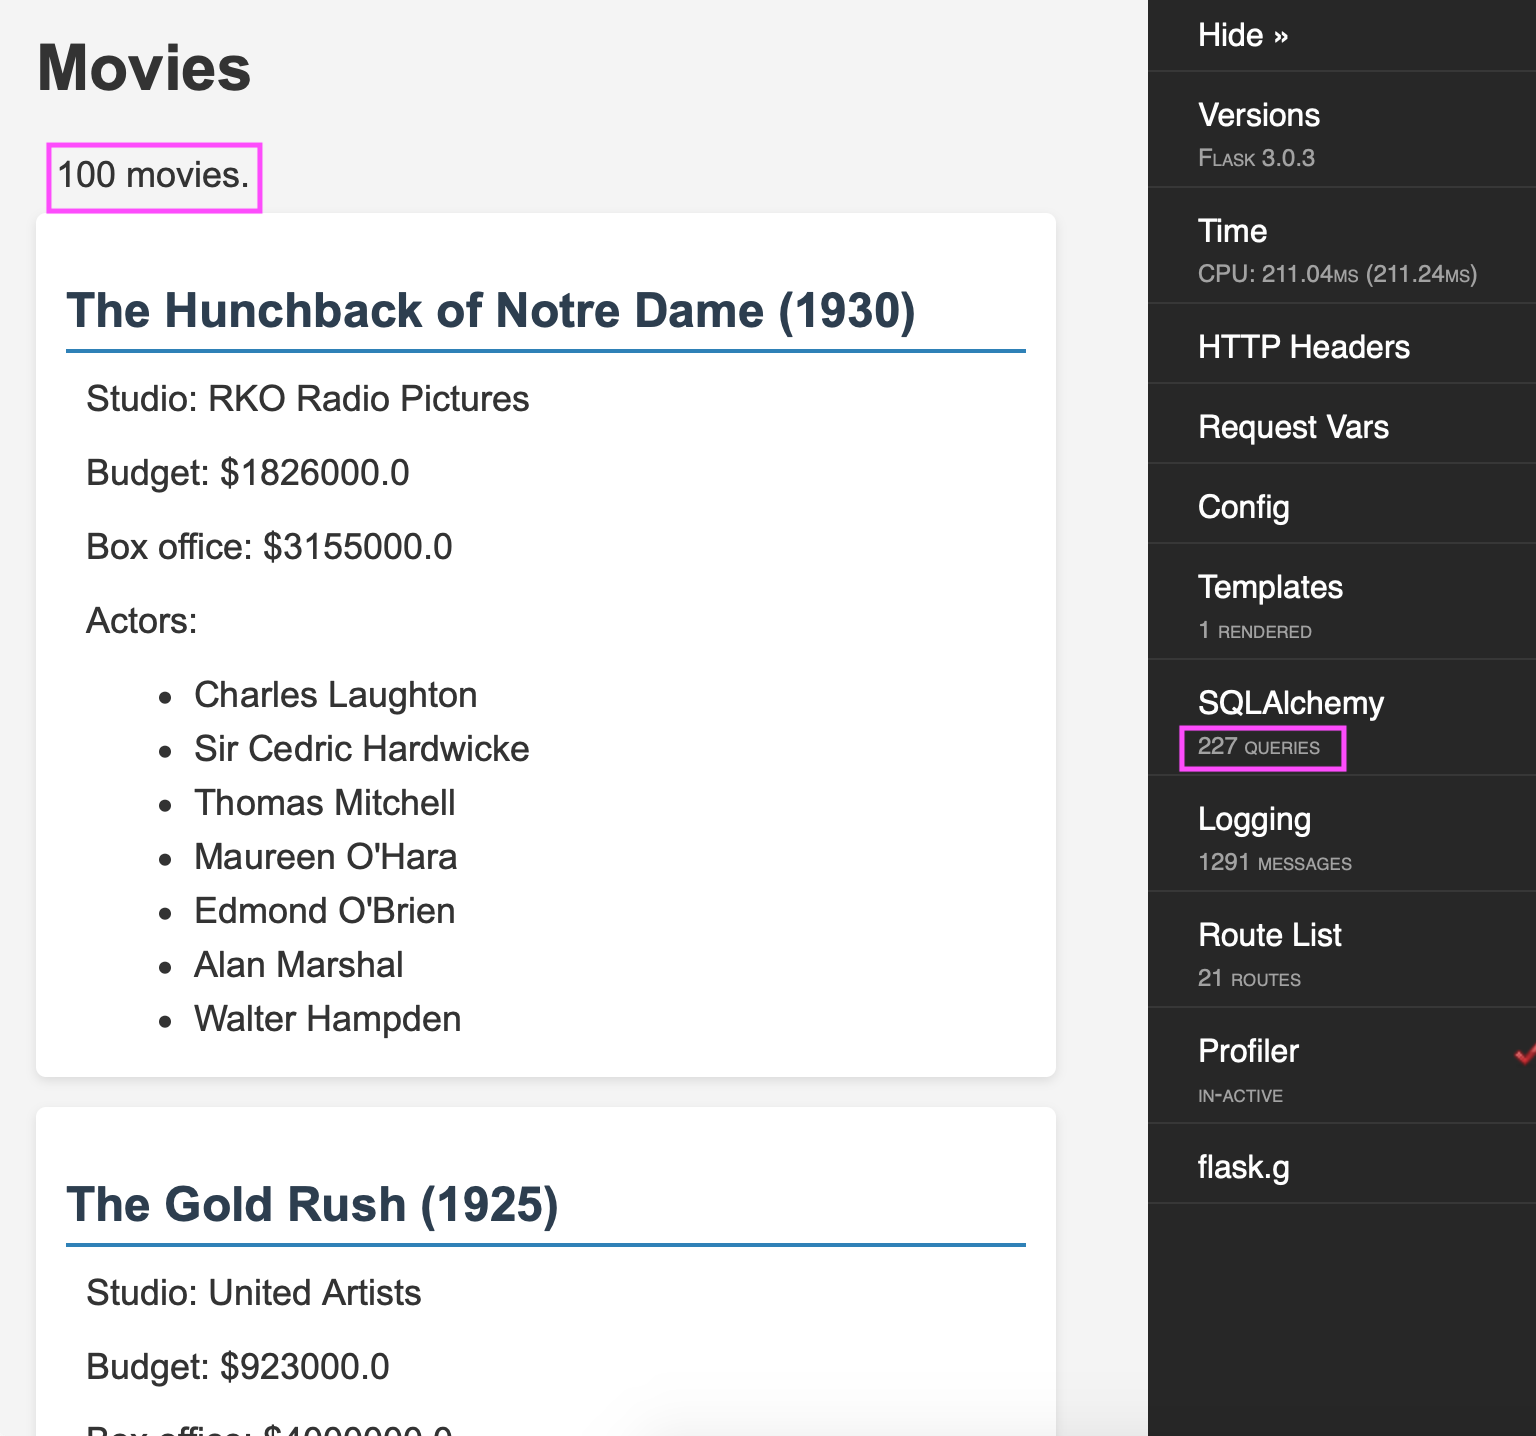 Movies
100 movies.
The Hunchback of Notre Dame (1930)
Studio: RKO Radio Pictures
Budget: $1826000.0
Box office: $3155000.0
Actors:
• Charles Laughton
• Sir Cedric Hardwicke
• Thomas Mitchell
• Maureen O'Hara
• Edmond O'Brien
• Alan Marshal
• Walter Hampden
The Gold Rush (1925)
Studio: United Artists
Budget: $923000.0
Box office:
Hide »
Versions
Flask 3.0.3
Time
CPU: 211.04ms (211.24ms)
HTTP Headers
Request Vars
Config
Templates
1 rendered
SQLAlchemy
227 queries
Logging
1291 messages
Route List
21 routes
Profiler
in-active
flask.g